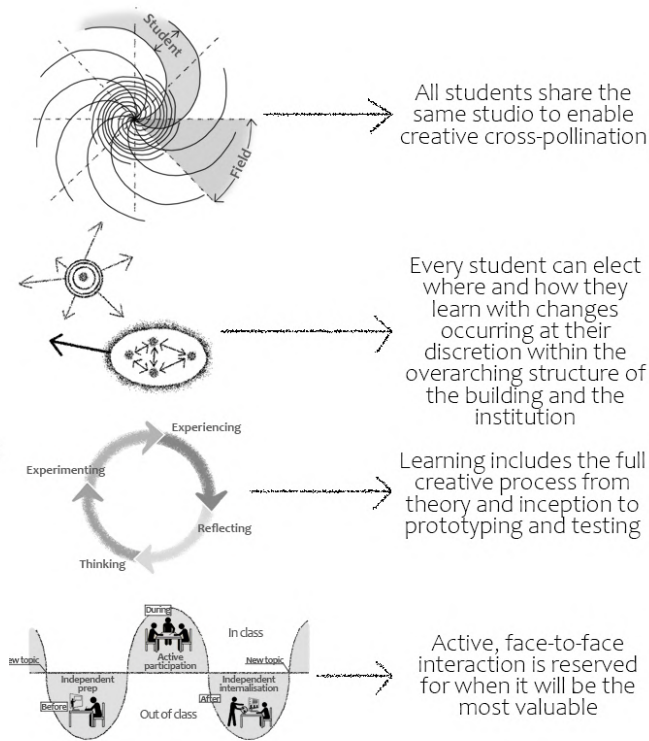 Student
Field
All students share the
same studio to enable
creative cross-pollination
Every student can elect
where and how they
learn with changes
occurring at their
discretion within the
overarching structure of
the building and the
institution
Experiencing
Experimenting
Reflecting
Thinking
Learning includes the full
creative process from
theory and inception to
prototyping and testing
During
In class
Active
participation
ew topic
New topic
Independent
prep
Independent
internalisation
Before
After
Out of class
Active, face-to-face
interaction is reserved
for when it will be the
most valuable